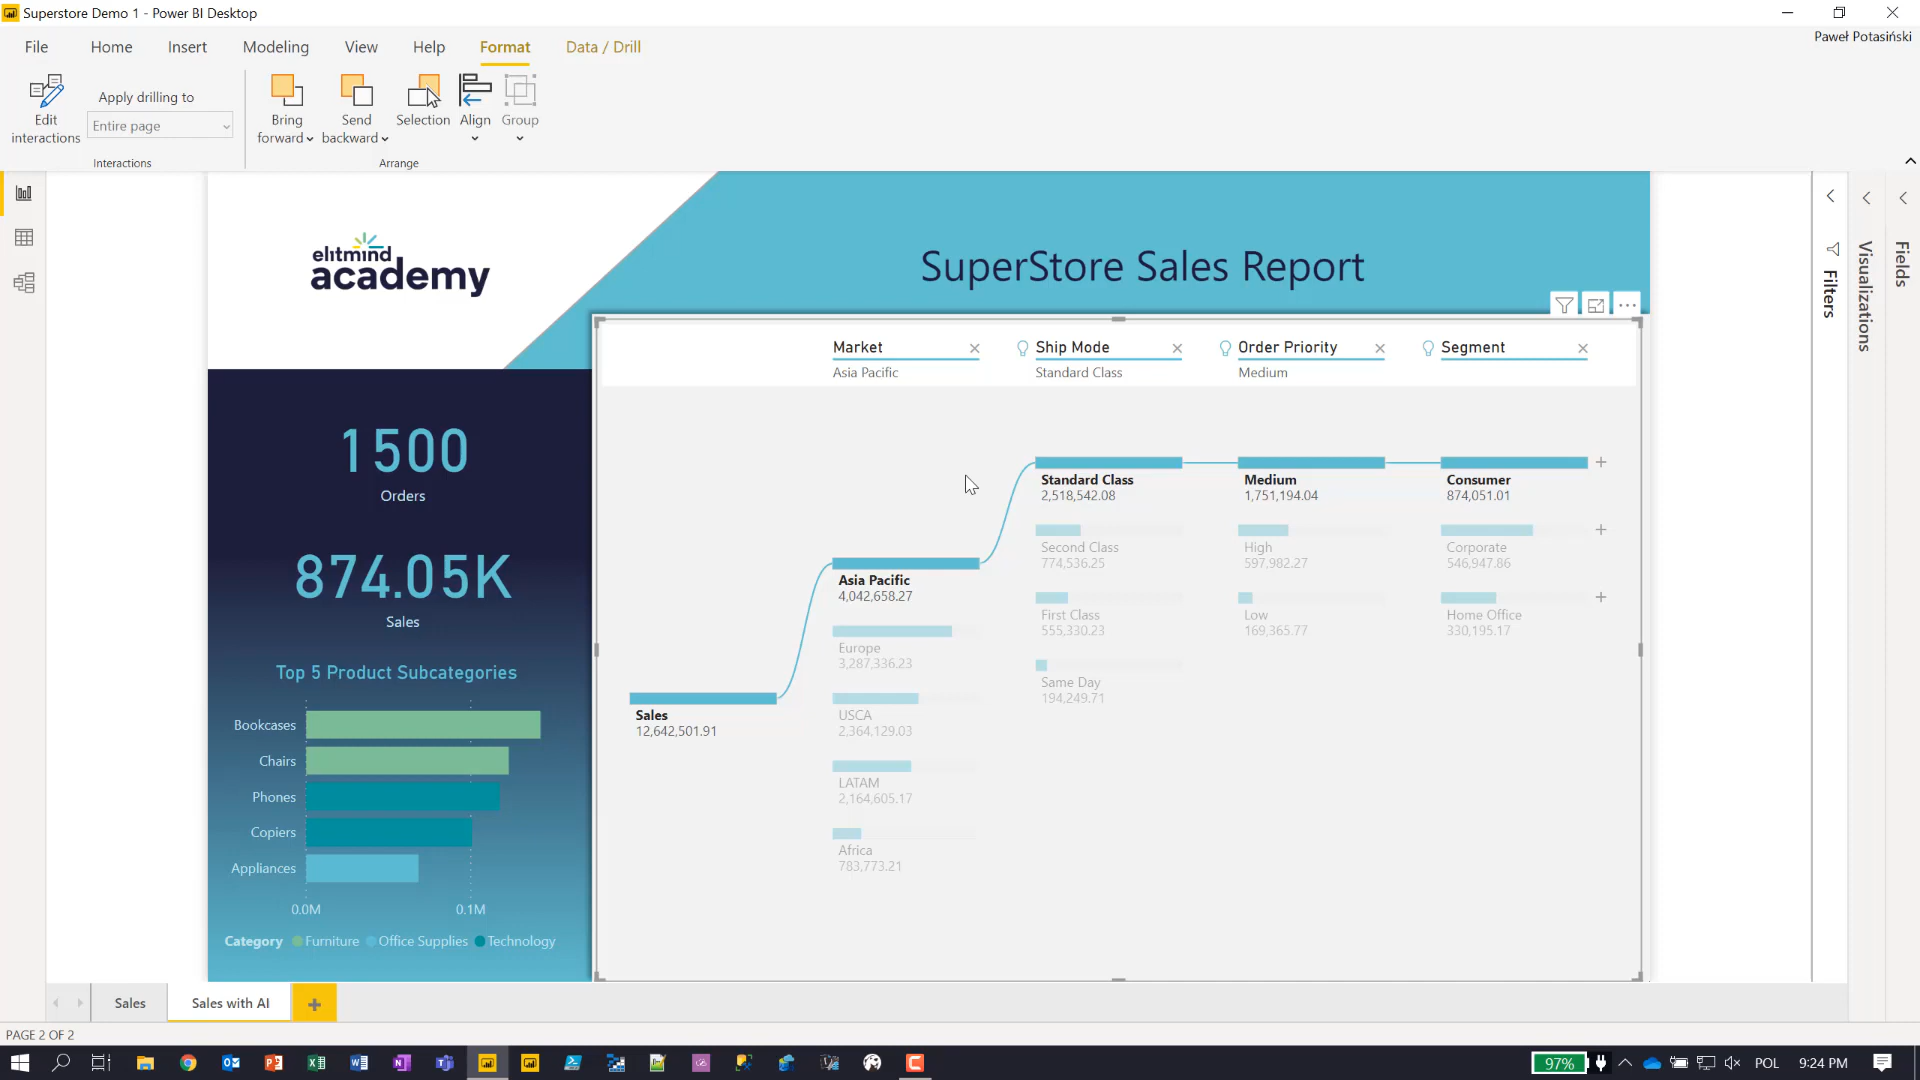 Superstore Demo 1 - Power BI Desktop
Paweł Potasiński
File Home Insert Modeling View Help Format Data / Drill
Edit interactions
Apply drilling to
Entire page
Bring forward
Send backward
Selection
Align
Group
Interactions
Arrange
elitmind
academy
SuperStore Sales Report
Filters
Visualizations
Fields
1500
Orders
874.05K
Sales
Top 5 Product Subcategories
Bookcases
Chairs
Phones
Copiers
Appliances
0.0M 0.1M
Category Furniture Office Supplies Technology
Market Ship Mode Order Priority Segment
Asia Pacific Standard Class Medium
Sales
12,642,501.91
Asia Pacific
4,042,658.27
Europe
3,287,336.23
USCA
2,364,129.03
LATAM
2,164,605.17
Africa
783,773.21
Standard Class
2,518,542.08
Second Class
774,536.25
First Class
555,330.23
Same Day
194,249.71
Medium
1,751,194.04
High
597,982.27
Low
169,365.77
Consumer
874,051.01
Corporate
546,947.86
Home Office
330,195.17
Sales Sales with AI
PAGE 2 OF 2
97% POL 9:24 PM